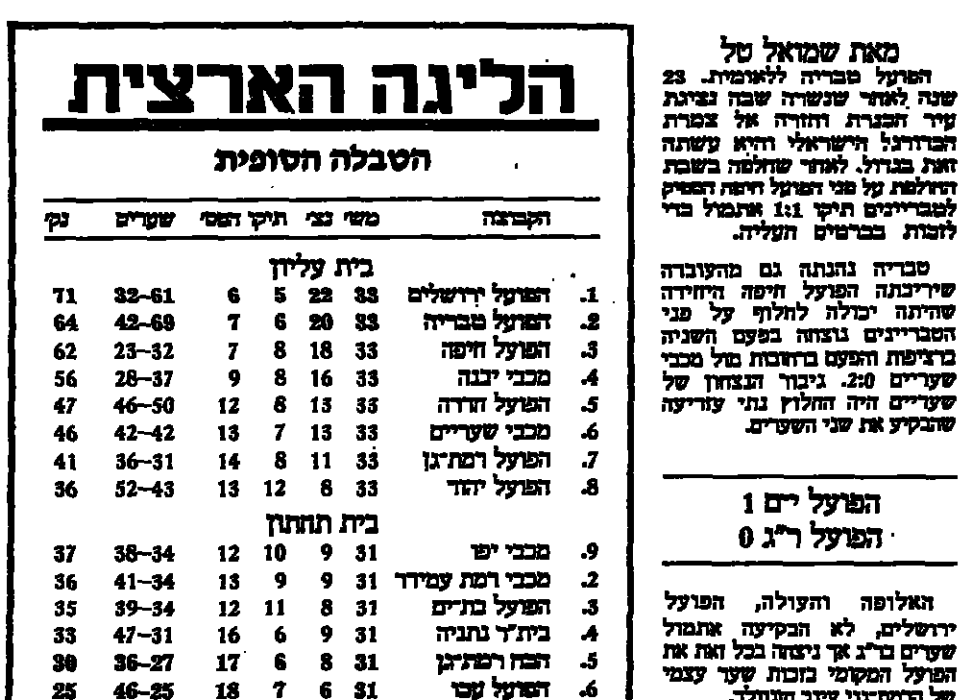 הליגה הארצית
הטבלה הסופית
הקבוצה מש׳ נצ׳ תיקו הפס׳ שערים נק׳
בית עליון
1. הפועל ירושלים 33 22 5 6 32–61 71
2. הפועל טבריה 33 20 6 7 42–69 64
3. הפועל חיפה 33 18 8 7 23–32 62
4. מכבי יבנה 33 16 8 9 28–37 56
5. הפועל חדרה 33 13 8 12 46–50 47
6. מכבי שעריים 33 13 7 13 42–42 46
7. הפועל רמת־גן 33 11 8 14 36–31 41
8. הפועל יהוד 33 8 12 13 52–43 36
בית תחתון
9. מכבי יפו 31 9 10 12 38–34 37
2. מכבי רמת עמידר 31 9 9 13 41–34 36
3. הפועל בת־ים 31 8 11 12 39–34 35
4. בית״ר נתניה 31 9 6 16 47–31 33
5. הכח רמת־גן 31 8 6 17 36–27 30
6. הפועל עכו 31 6 7 18 46–25 25
מאת שמואל טל
הפועל טבריה ללאומית. 23
שנה לאחר שנשרה שבה נציגת
עיר הכנרת וחזרה אל צמרת
הכדורגל הישראלי והיא עשתה
זאת בגדול. לאחר שחלפה בשבת
החולפת על פני הפועל חיפה הספיק
לטבריינים תיקו 1:1 אתמול כדי
לזכות בכרטיס העליה.
טבריה נהנתה גם מהעובדה
שיריבתה הפועל חיפה היחידה
שהיתה יכולה לחלוף על פני
הטבריינים נוצחה בפעם השניה
ברציפות והפעם ברחובות מול מכבי
שעריים 2:0. גיבור הנצחון של
שעריים היה החלוץ נתי עזריעה
שהבקיע את שני השערים.
הפועל י־ם 1
הפועל ר״ג 0
האלופה והעולה, הפועל
ירושלים, לא הבקיעה אתמול
שערים בר״ג אך ניצחה בכל זאת את
הפועל המקומי בזכות שער עצמי